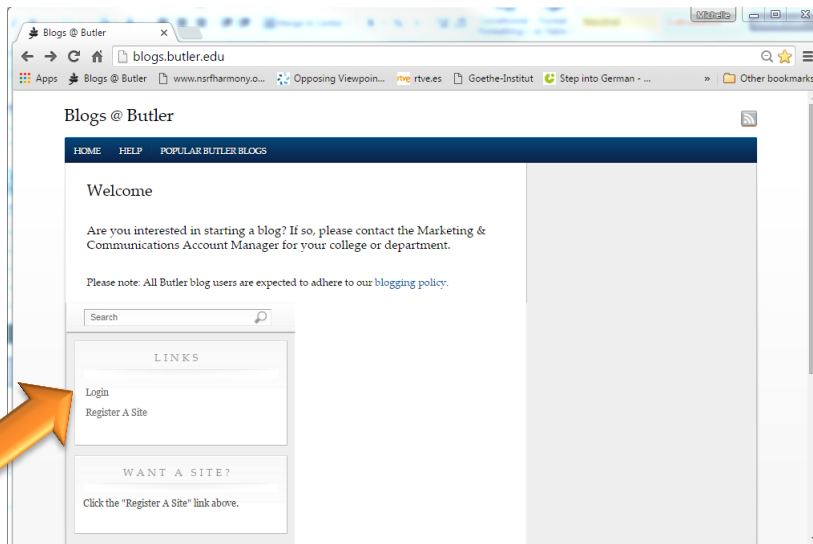 Michelle
Blogs @ Butler
blogs.butler.edu
Apps Blogs @ Butler www.nsrfharmony.o... Opposing Viewpoin... rtve rtve.es Goethe-Institut Step into German - ... » Other bookmarks
Blogs @ Butler
HOME HELP POPULAR BUTLER BLOGS
Welcome
Are you interested in starting a blog? If so, please contact the Marketing &
Communications Account Manager for your college or department.
Please note: All Butler blog users are expected to adhere to our blogging policy.
Search
LINKS
Login
Register A Site
WANT A SITE?
Click the "Register A Site" link above.